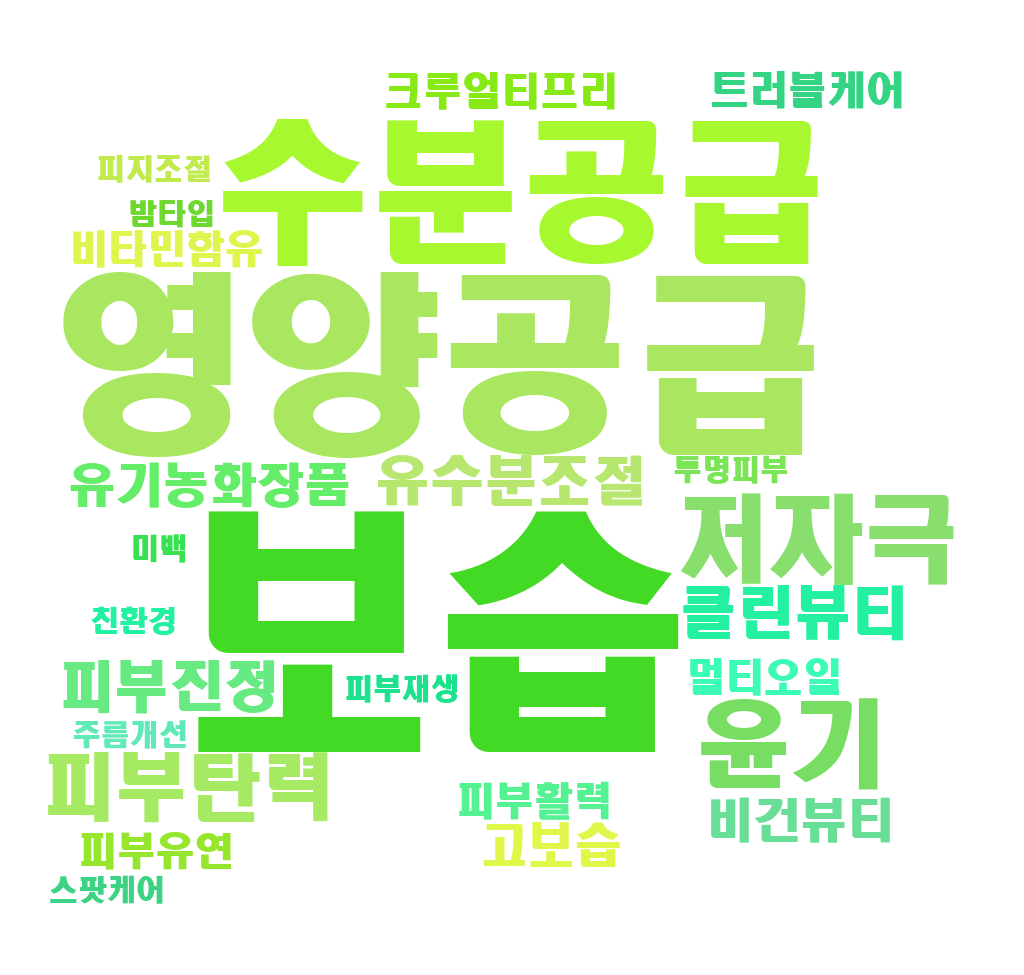 크루얼티프리
트러블케어
수분공급
피지조절
밤타입
비타민함유
영양공급
유기농화장품
유수분조절
투명피부
저자극
보습
미백
클린뷰티
친환경
피부진정
멀티오일
피부재생
윤기
주름개선
피부탄력
피부활력
비건뷰티
고보습
피부유연
스팟케어